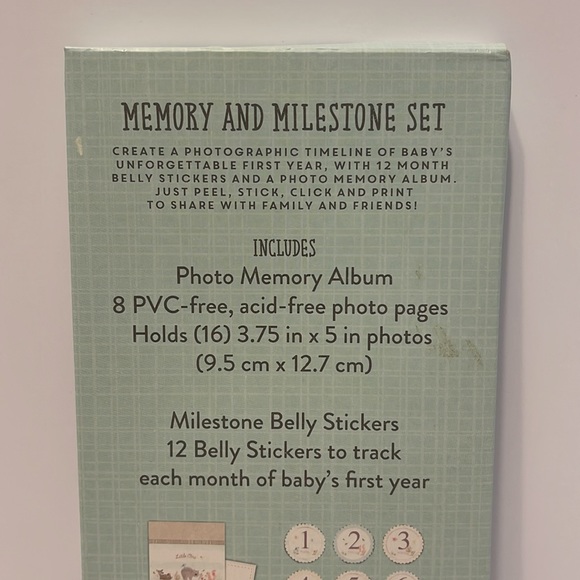 MEMORY AND MILESTONE SET
CREATE A PHOTOGRAPHIC TIMELINE OF BABY'S
UNFORGETTABLE FIRST YEAR, WITH 12 MONTH
BELLY STICKERS AND A PHOTO MEMORY ALBUM.
JUST PEEL, STICK, CLICK AND PRINT
TO SHARE WITH FAMILY AND FRIENDS!
INCLUDES
Photo Memory Album
8 PVC-free, acid-free photo pages
Holds (16) 3.75 in x 5 in photos
(9.5 cm x 12.7 cm)
Milestone Belly Stickers
12 Belly Stickers to track
each month of baby's first year
1 2 3